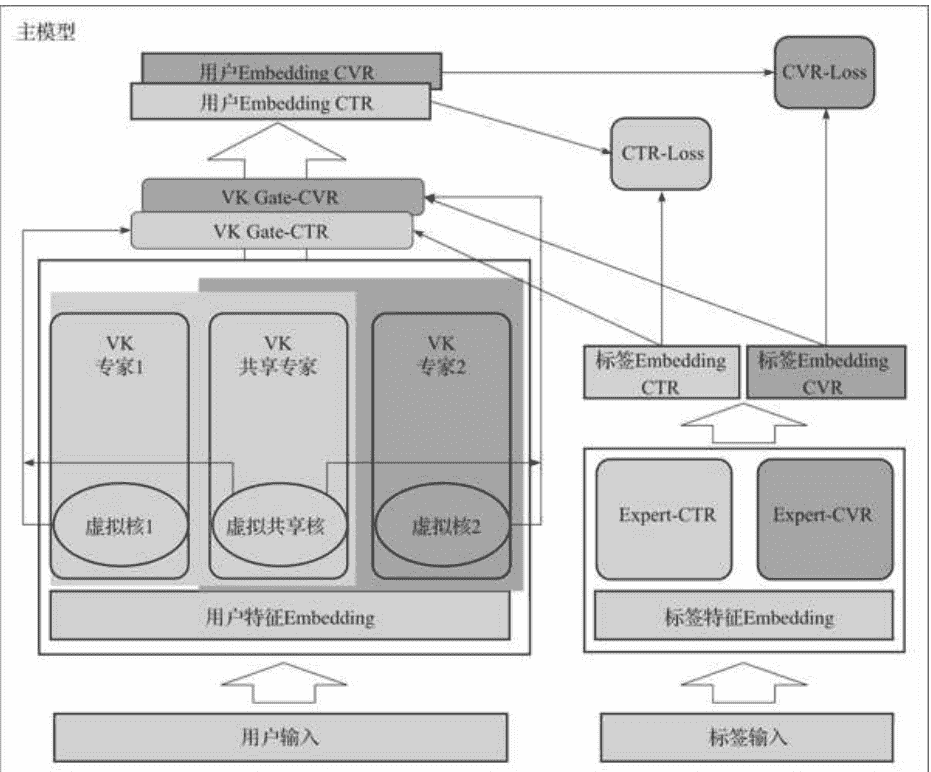 主模型
用户Embedding CVR
用户Embedding CTR
CVR-Loss
CTR-Loss
VK Gate-CVR
VK Gate-CTR
VK
专家1
VK
共享专家
VK
专家2
虚拟核1
虚拟共享核
虚拟核2
用户特征Embedding
用户输入
标签Embedding
CTR
标签Embedding
CVR
Expert-CTR
Expert-CVR
标签特征Embedding
标签输入